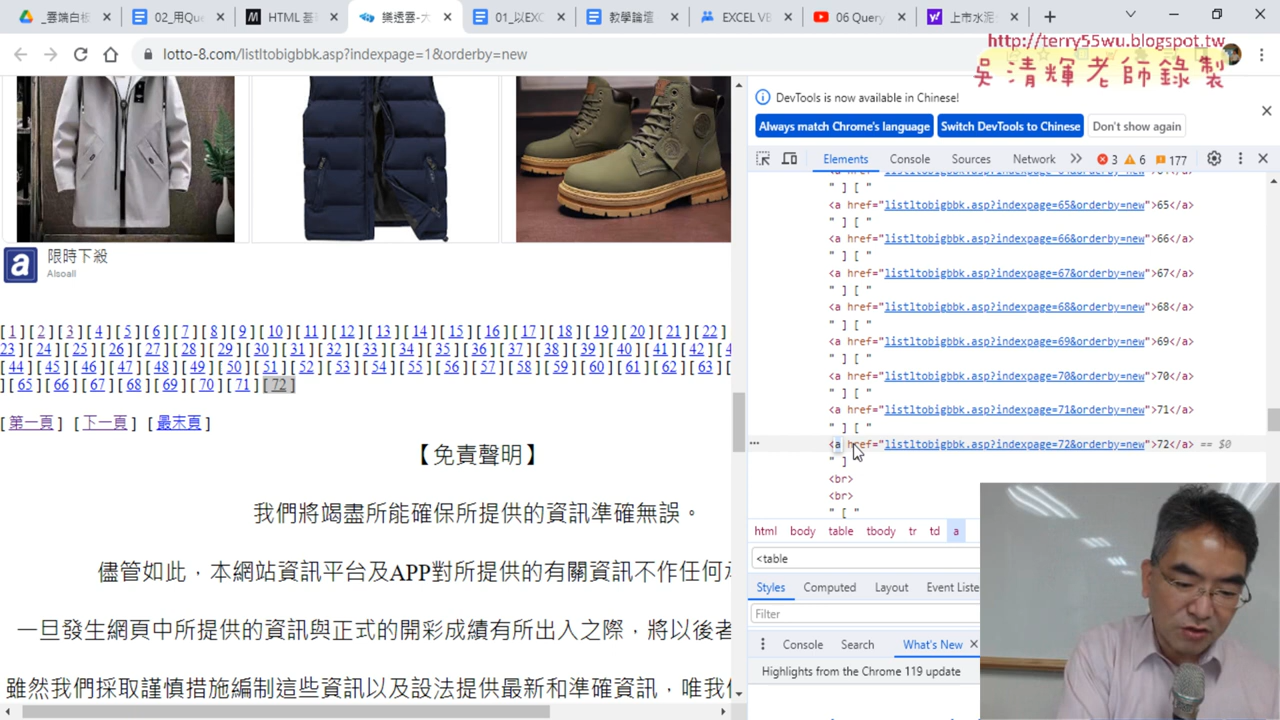 _雲端白板
02_用Qu
HTML 基
樂透雲-大
01_以EXC
教學論壇
EXCEL VB
06 Query
上市水泥
http://terry55wu.blogspot.tw
吳清輝老師錄製
lotto-8.com/listltobigbbk.asp?indexpage=1&orderby=new
DevTools is now available in Chinese!
Always match Chrome's language
Switch DevTools to Chinese
Don't show again
Elements
Console
Sources
Network
3
6
177
" ] [ "
<a href="listltobigbbk.asp?indexpage=65&orderby=new">65</a>
" ] [ "
<a href="listltobigbbk.asp?indexpage=66&orderby=new">66</a>
" ] [ "
<a href="listltobigbbk.asp?indexpage=67&orderby=new">67</a>
" ] [ "
<a href="listltobigbbk.asp?indexpage=68&orderby=new">68</a>
" ] [ "
<a href="listltobigbbk.asp?indexpage=69&orderby=new">69</a>
" ] [ "
<a href="listltobigbbk.asp?indexpage=70&orderby=new">70</a>
" ] [ "
<a href="listltobigbbk.asp?indexpage=71&orderby=new">71</a>
" ] [ "
<a href="listltobigbbk.asp?indexpage=72&orderby=new">72</a> == $0
" ]
<br>
<br>
" [ "
html body table tbody tr td a
<table
Styles
Computed
Layout
Event Liste
Filter
Console
Search
What's New
Highlights from the Chrome 119 update
a
限時下殺
Alsoall
[ 1 ] [ 2 ] [ 3 ] [ 4 ] [ 5 ] [ 6 ] [ 7 ] [ 8 ] [ 9 ] [ 10 ] [ 11 ] [ 12 ] [ 13 ] [ 14 ] [ 15 ] [ 16 ] [ 17 ] [ 18 ] [ 19 ] [ 20 ] [ 21 ] [ 22 ]
23 ] [ 24 ] [ 25 ] [ 26 ] [ 27 ] [ 28 ] [ 29 ] [ 30 ] [ 31 ] [ 32 ] [ 33 ] [ 34 ] [ 35 ] [ 36 ] [ 37 ] [ 38 ] [ 39 ] [ 40 ] [ 41 ] [ 42 ]
[ 44 ] [ 45 ] [ 46 ] [ 47 ] [ 48 ] [ 49 ] [ 50 ] [ 51 ] [ 52 ] [ 53 ] [ 54 ] [ 55 ] [ 56 ] [ 57 ] [ 58 ] [ 59 ] [ 60 ] [ 61 ] [ 62 ] [ 63 ]
] [ 65 ] [ 66 ] [ 67 ] [ 68 ] [ 69 ] [ 70 ] [ 71 ] [ 72 ]
[ 第一頁 ] [ 下一頁 ] [ 最末頁 ]
【免責聲明】
我們將竭盡所能確保所提供的資訊準確無誤。
儘管如此，本網站資訊平台及APP對所提供的有關資訊不作任何
一旦發生網頁中所提供的資訊與正式的開彩成績有所出入之際，將以後者
雖然我們採取謹慎措施編制這些資訊以及設法提供最新和準確資訊，唯我